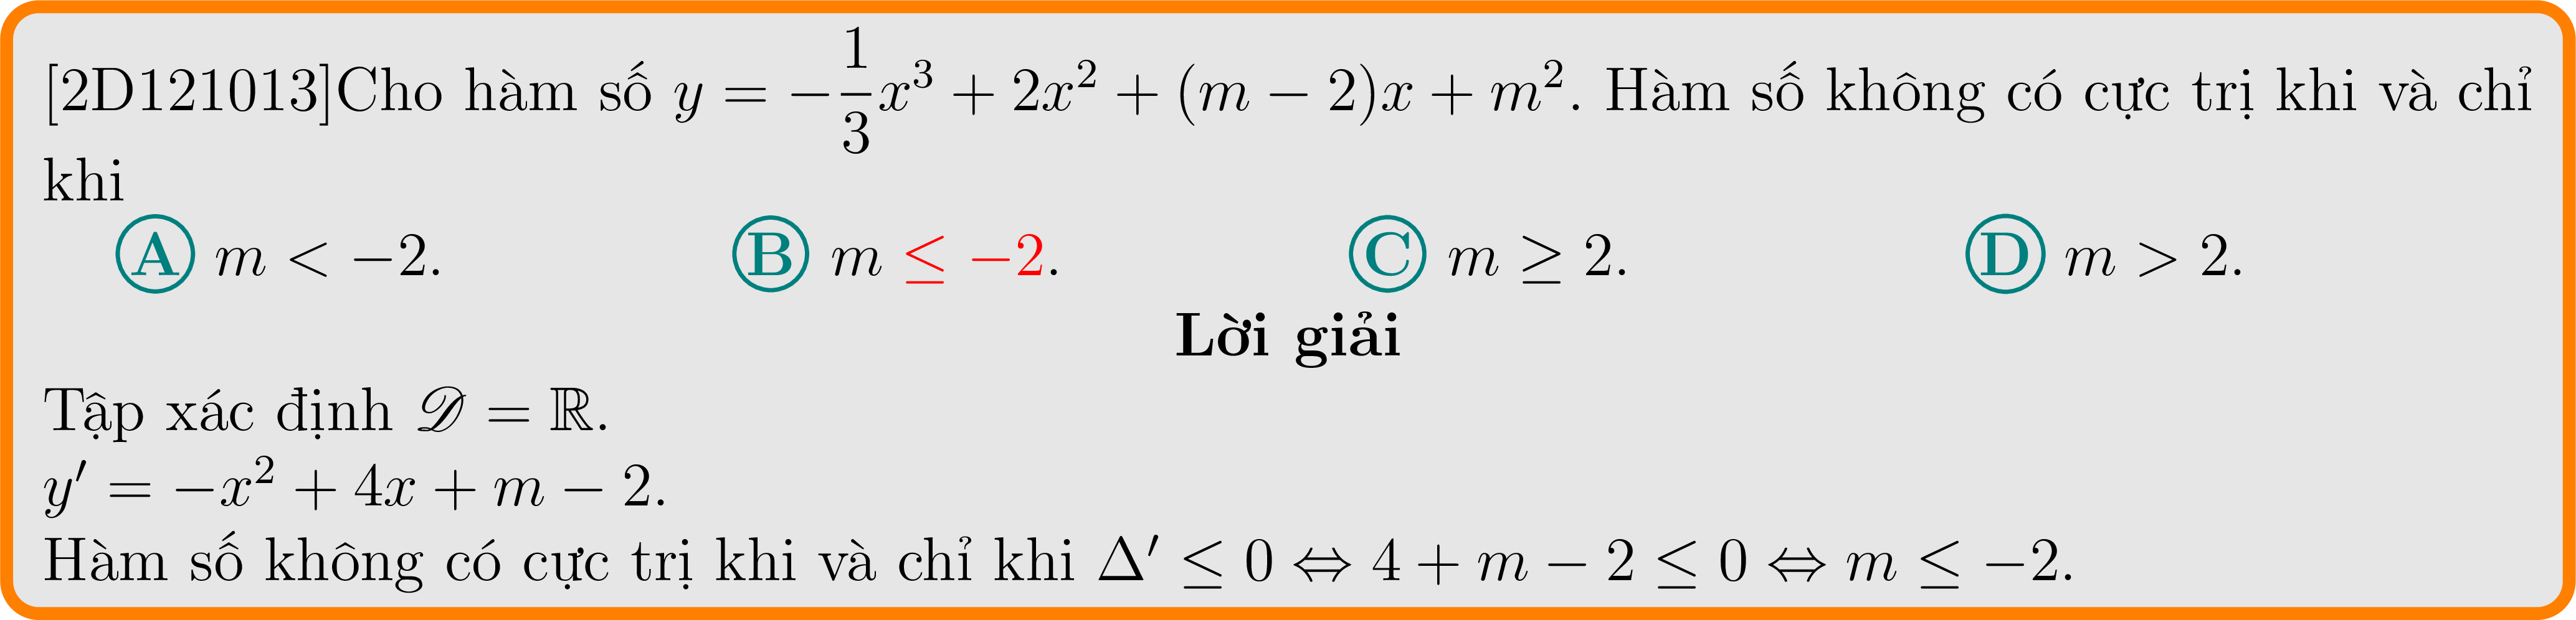 [2D121013]Cho hàm số $y = -\dfrac{1}{3}x^3 + 2x^2 + (m - 2)x + m^2$. Hàm số không có cực trị khi và chỉ
khi
Ⓐ $m < -2$. Ⓑ $m \leq -2$. Ⓒ $m \geq 2$. Ⓓ $m > 2$.
Lời giải
Tập xác định $\mathscr{D} = \mathbb{R}$.
$y' = -x^2 + 4x + m - 2$.
Hàm số không có cực trị khi và chỉ khi $\Delta' \leq 0 \Leftrightarrow 4 + m - 2 \leq 0 \Leftrightarrow m \leq -2$.